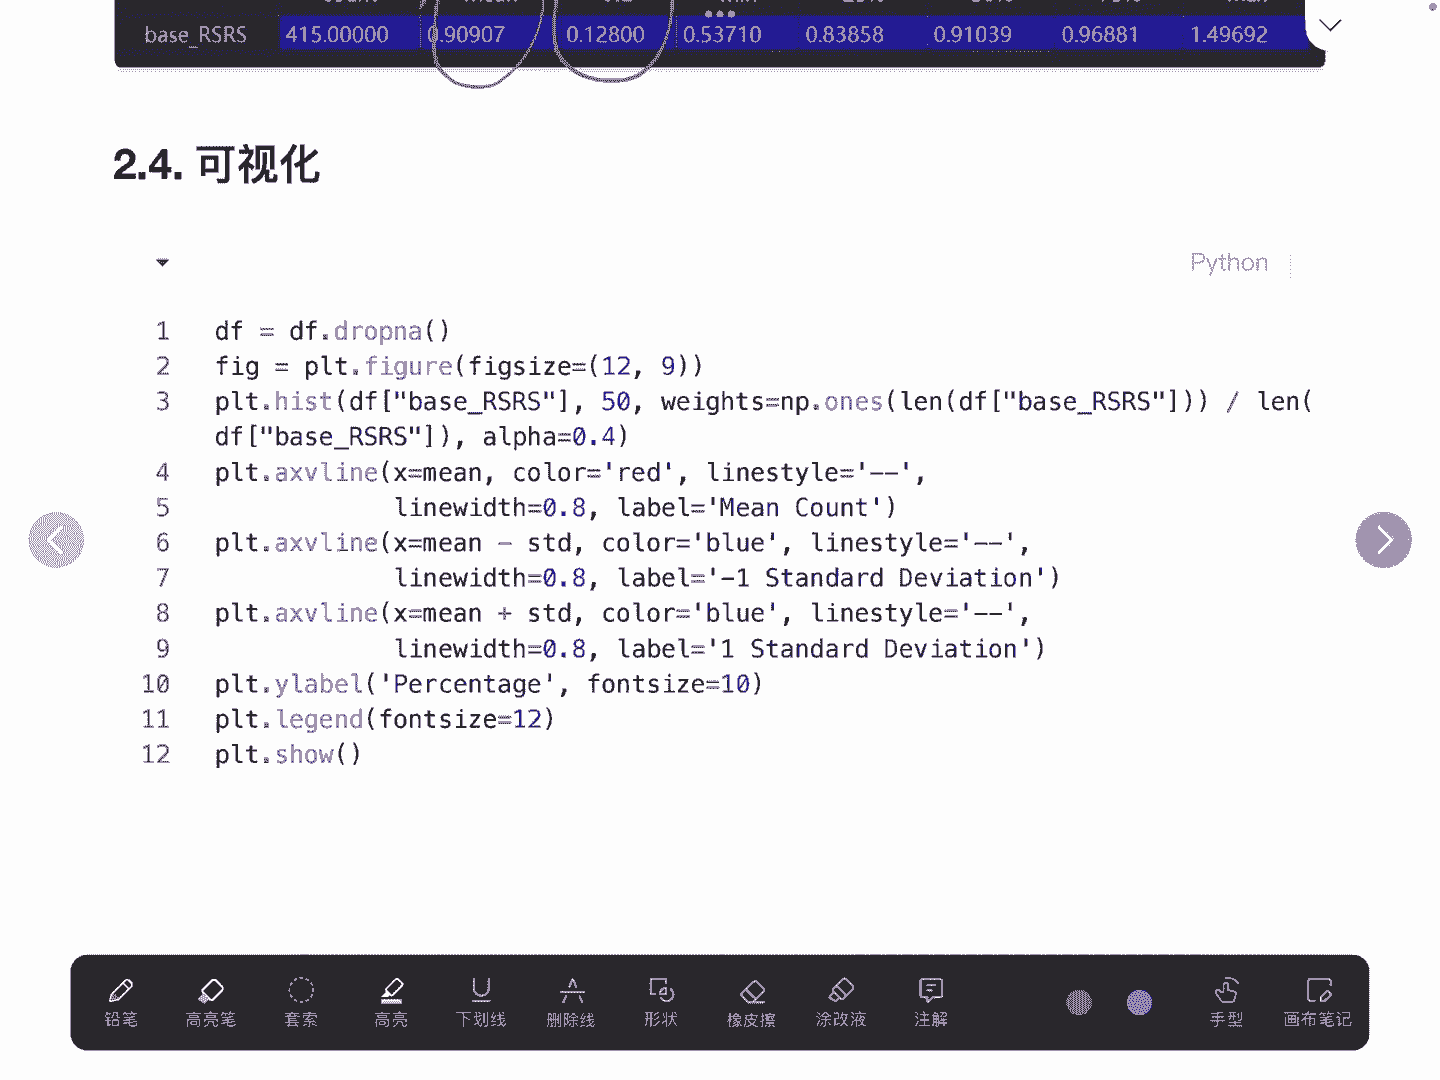 base_RSRS 415.00000 0.90907 0.12800 0.53710 0.83858 0.91039 0.96881 1.49692
2.4. 可视化
Python
1 df = df.dropna()
2 fig = plt.figure(figsize=(12, 9))
3 plt.hist(df["base_RSRS"], 50, weights=np.ones(len(df["base_RSRS"])) / len(
df["base_RSRS"]), alpha=0.4)
4 plt.axvline(x=mean, color='red', linestyle='--',
5 linewidth=0.8, label='Mean Count')
6 plt.axvline(x=mean - std, color='blue', linestyle='--',
7 linewidth=0.8, label='-1 Standard Deviation')
8 plt.axvline(x=mean + std, color='blue', linestyle='--',
9 linewidth=0.8, label='1 Standard Deviation')
10 plt.ylabel('Percentage', fontsize=10)
11 plt.legend(fontsize=12)
12 plt.show()
铅笔 高亮笔 套索 高亮 下划线 删除线 形状 橡皮擦 涂改液 注解 手型 画布笔记